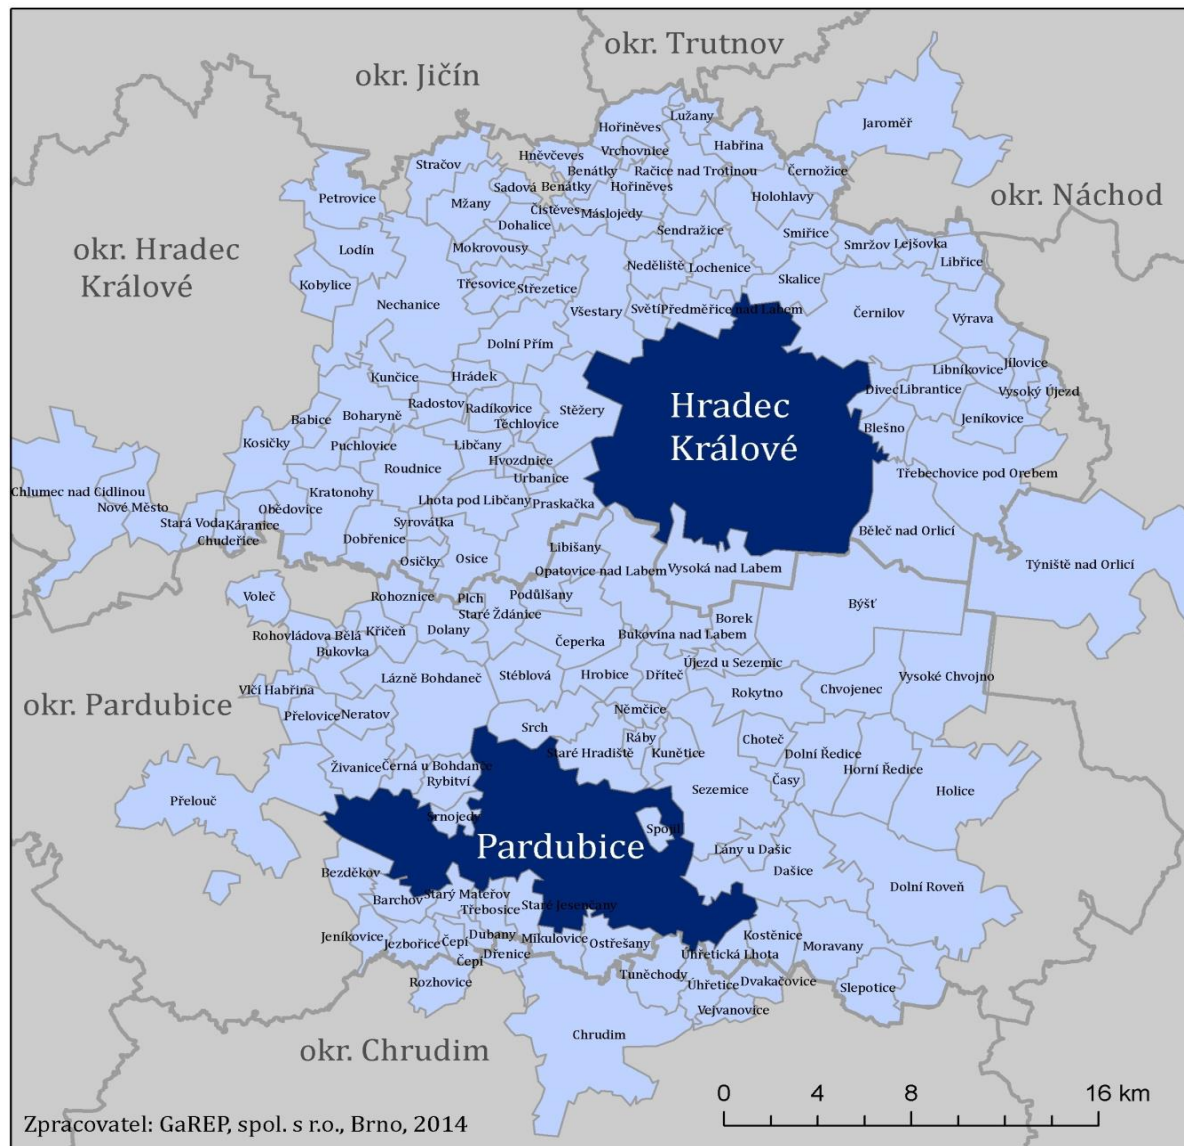 okr. Trutnov
okr. Jičín
Jaroměř
Lužany
Hořiněves
Habřina
Vrchovnice
Hněvčeves
Stračov
Benátky
Račice nad Trotinou
Černožice
Sadová
Benátky
Hořiněves
Petrovice
Mžany
Holohlavy
okr. Náchod
Čistěves
Máslojedy
Dohalice
Sendražice
Smiřice
okr. Hradec
Králové
Lodín
Mokrovousy
Smržov
Lejšovka
Libřice
Neděliště
Lochenice
Skalice
Kobylice
Třesovice
Střezetice
Nechanice
Všestary
Světí
Předměřice nad Labem
Černilov
Výrava
Dolní Přím
Jílovice
Libníkovice
Kunčice
Hrádek
Divec
Librantice
Vysoký Újezd
Hradec
Králové
Radostov
Radíkovice
Stěžery
Babice
Boharyně
Těchlovice
Jeníkovice
Blešno
Kosičky
Puchlovice
Libčany
Hvozdnice
Roudnice
Urbanice
Třebechovice pod Orebem
Chlumec nad Cidlinou
Kratonohy
Nové Město
Obědovice
Lhota pod Libčany
Praskačka
Stará Voda
Káranice
Syrovátka
Chudeřice
Dobřenice
Běleč nad Orlicí
Libišany
Osičky
Osice
Týniště nad Orlicí
Opatovice nad Labem
Vysoká nad Labem
Voleč
Rohoznice
Plch
Podůlšany
Býšť
Staré Ždánice
Borek
Rohovládova Bělá
Křičeň
Dolany
Bukovina nad Labem
Bukovka
Čeperka
Újezd u Sezemic
Lázně Bohdaneč
Stéblová
Hrobice
Dříteč
Vysoké Chvojno
Vlčí Habřina
Rokytno
Chvojenec
okr. Pardubice
Přelovice
Neratov
Němčice
Srch
Ráby
Choteč
Staré Hradiště
Kunětice
Dolní Ředice
Živanice
Černá u Bohdanče
Horní Ředice
Rybitví
Časy
Sezemice
Holice
Přelouč
Srnojedy
Spojil
Pardubice
Lány u Dašic
Bezděkov
Dašice
Dolní Roveň
Starý Mateřov
Barchov
Třebosice
Staré Jesenčany
Jeníkovice
Dubany
Mikulovice
Kostěnice
Jezbořice
Čepí
Ostřešany
Moravany
Dřenice
Úhřetická Lhota
Čepí
Tuněchody
Rozhovice
Úhřetice
Dvakačovice
Slepotice
Vejvanovice
Chrudim
okr. Chrudim
0 4 8 16 km
Zpracovatel: GaREP, spol. s r.o., Brno, 2014